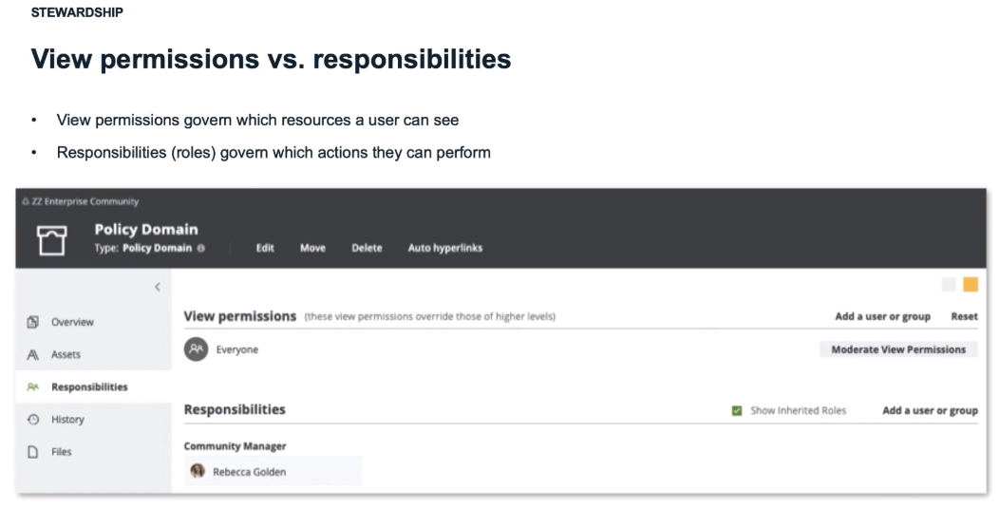 STEWARDSHIP
View permissions vs. responsibilities
• View permissions govern which resources a user can see
• Responsibilities (roles) govern which actions they can perform
ZZ Enterprise Community
Policy Domain
Type: Policy Domain Edit Move Delete Auto hyperlinks
Overview
Assets
Responsibilities
History
Files
View permissions (these view permissions override those of higher levels) Add a user or group Reset
Everyone Moderate View Permissions
Responsibilities Show Inherited Roles Add a user or group
Community Manager
Rebecca Golden